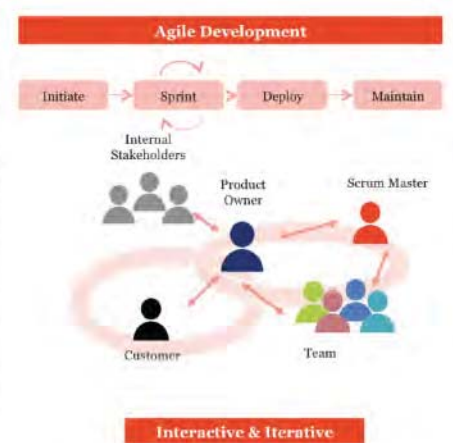 Agile Development
Initiate
Sprint
Deploy
Maintain
Internal
Stakeholders
Product
Owner
Scrum Master
Customer
Team
Interactive & Iterative